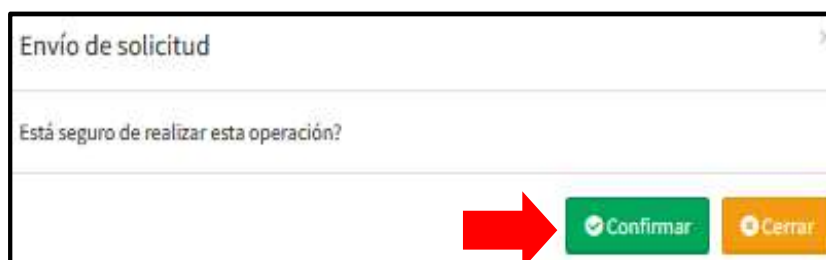 Envío de solicitud
Está seguro de realizar esta operación?
Confirmar
Cerrar